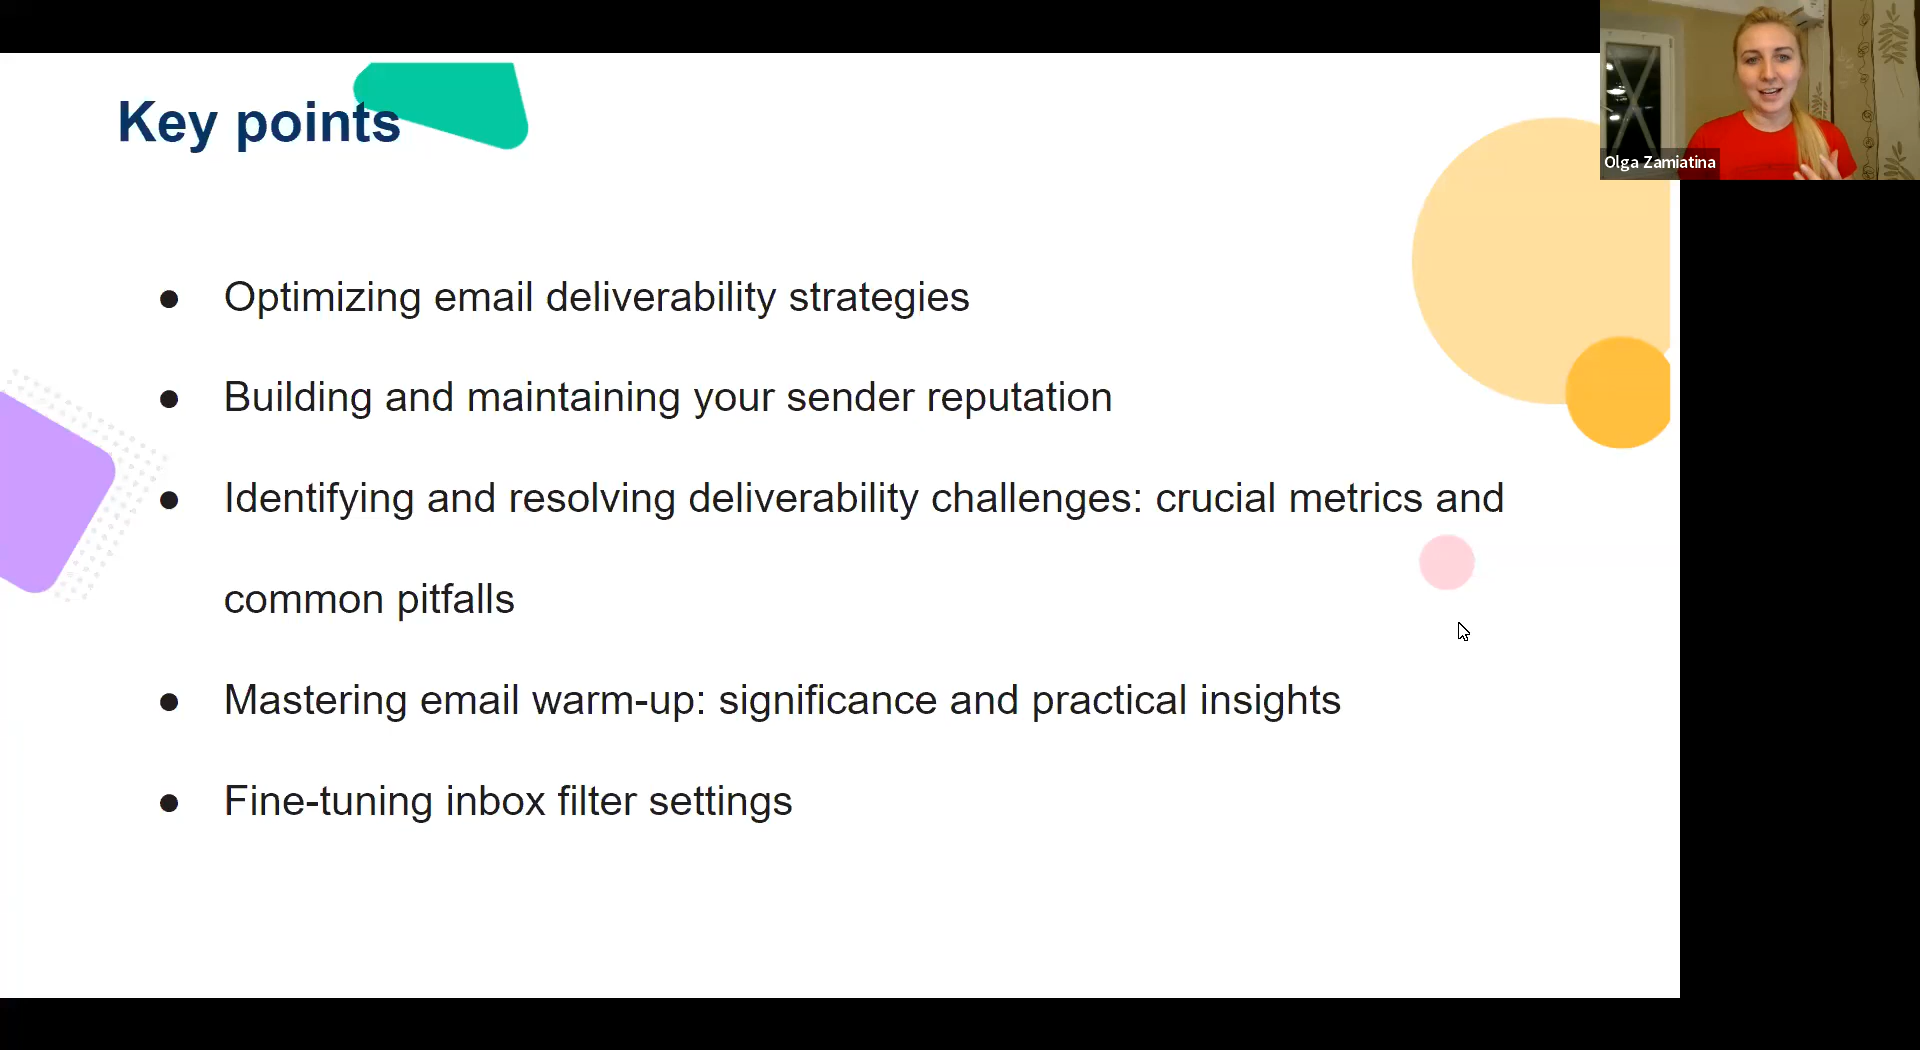 Key points
Olga Zamiatina
● Optimizing email deliverability strategies
● Building and maintaining your sender reputation
● Identifying and resolving deliverability challenges: crucial metrics and
common pitfalls
● Mastering email warm-up: significance and practical insights
● Fine-tuning inbox filter settings